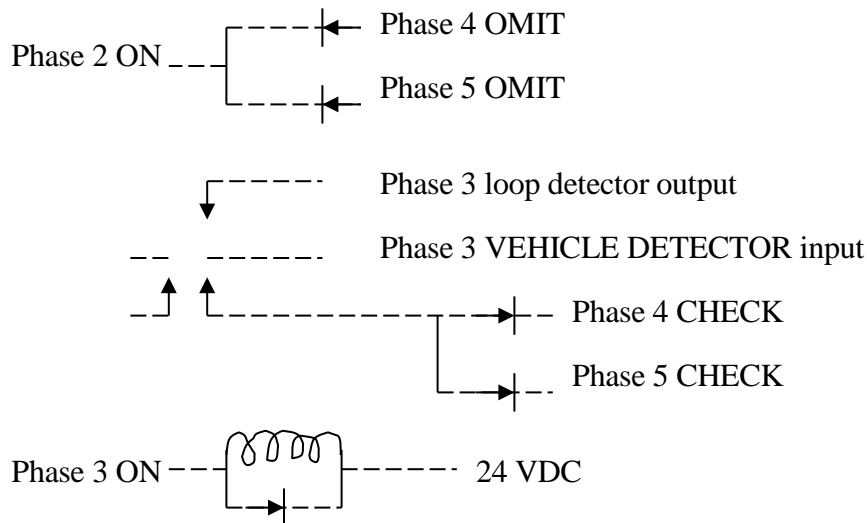 Phase 4 OMIT
Phase 2 ON
Phase 5 OMIT
Phase 3 loop detector output
Phase 3 VEHICLE DETECTOR input
Phase 4 CHECK
Phase 5 CHECK
Phase 3 ON
24 VDC